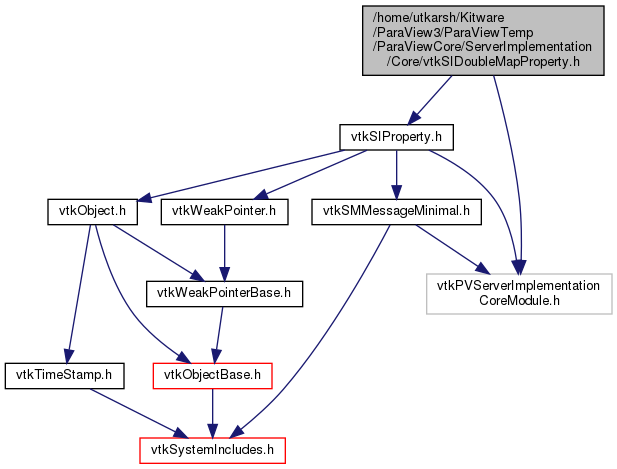 /home/utkarsh/Kitware
/ParaView3/ParaViewTemp
/ParaViewCore/ServerImplementation
/Core/vtkSIDoubleMapProperty.h
vtkSIProperty.h
vtkObject.h
vtkWeakPointer.h
vtkSMMessageMinimal.h
vtkWeakPointerBase.h
vtkPVServerImplementation
CoreModule.h
vtkTimeStamp.h
vtkObjectBase.h
vtkSystemIncludes.h